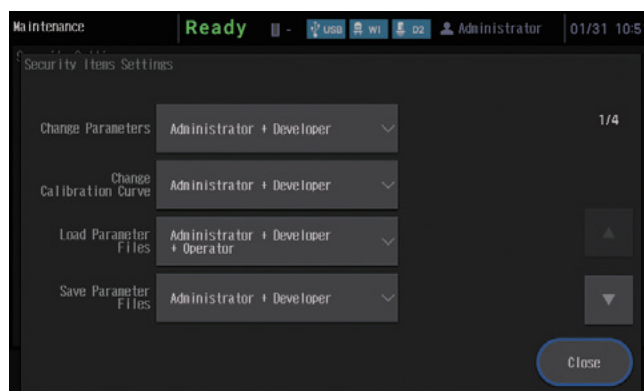 Maintenance Ready - USB WI D2 Administrator 01/31 10:5
Security Items Settings
1/4
Change Parameters Administrator + Developer
Change
Calibration Curve Administrator + Developer
Load Parameter
Files Administrator + Developer
+ Operator
Save Parameter
Files Administrator + Developer
Close